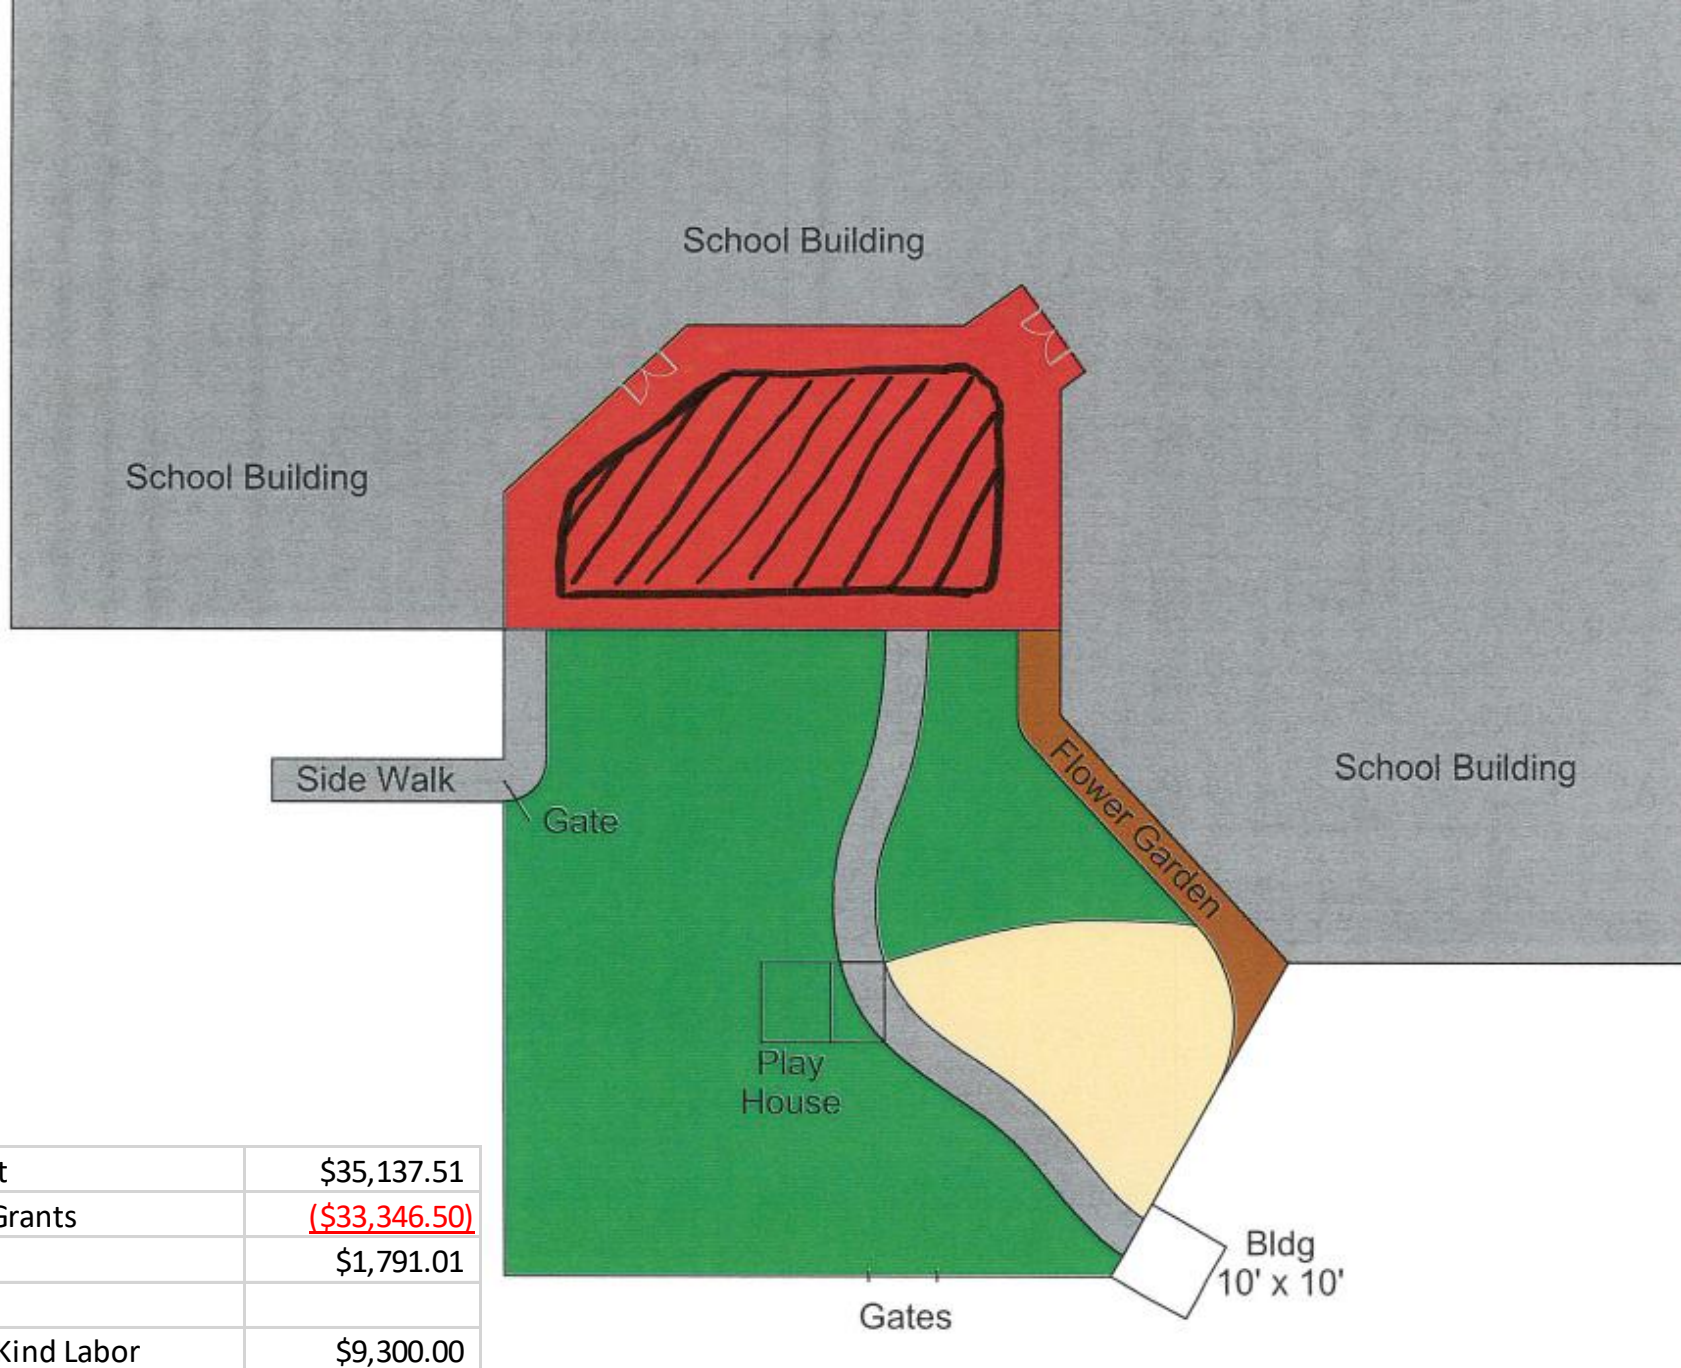 School Building
School Building
School Building
Side Walk
Gate
Flower Garden
Play
House
Bldg
10' x 10'
Gates
t $35,137.51
Grants ($33,346.50)
$1,791.01
Kind Labor $9,300.00